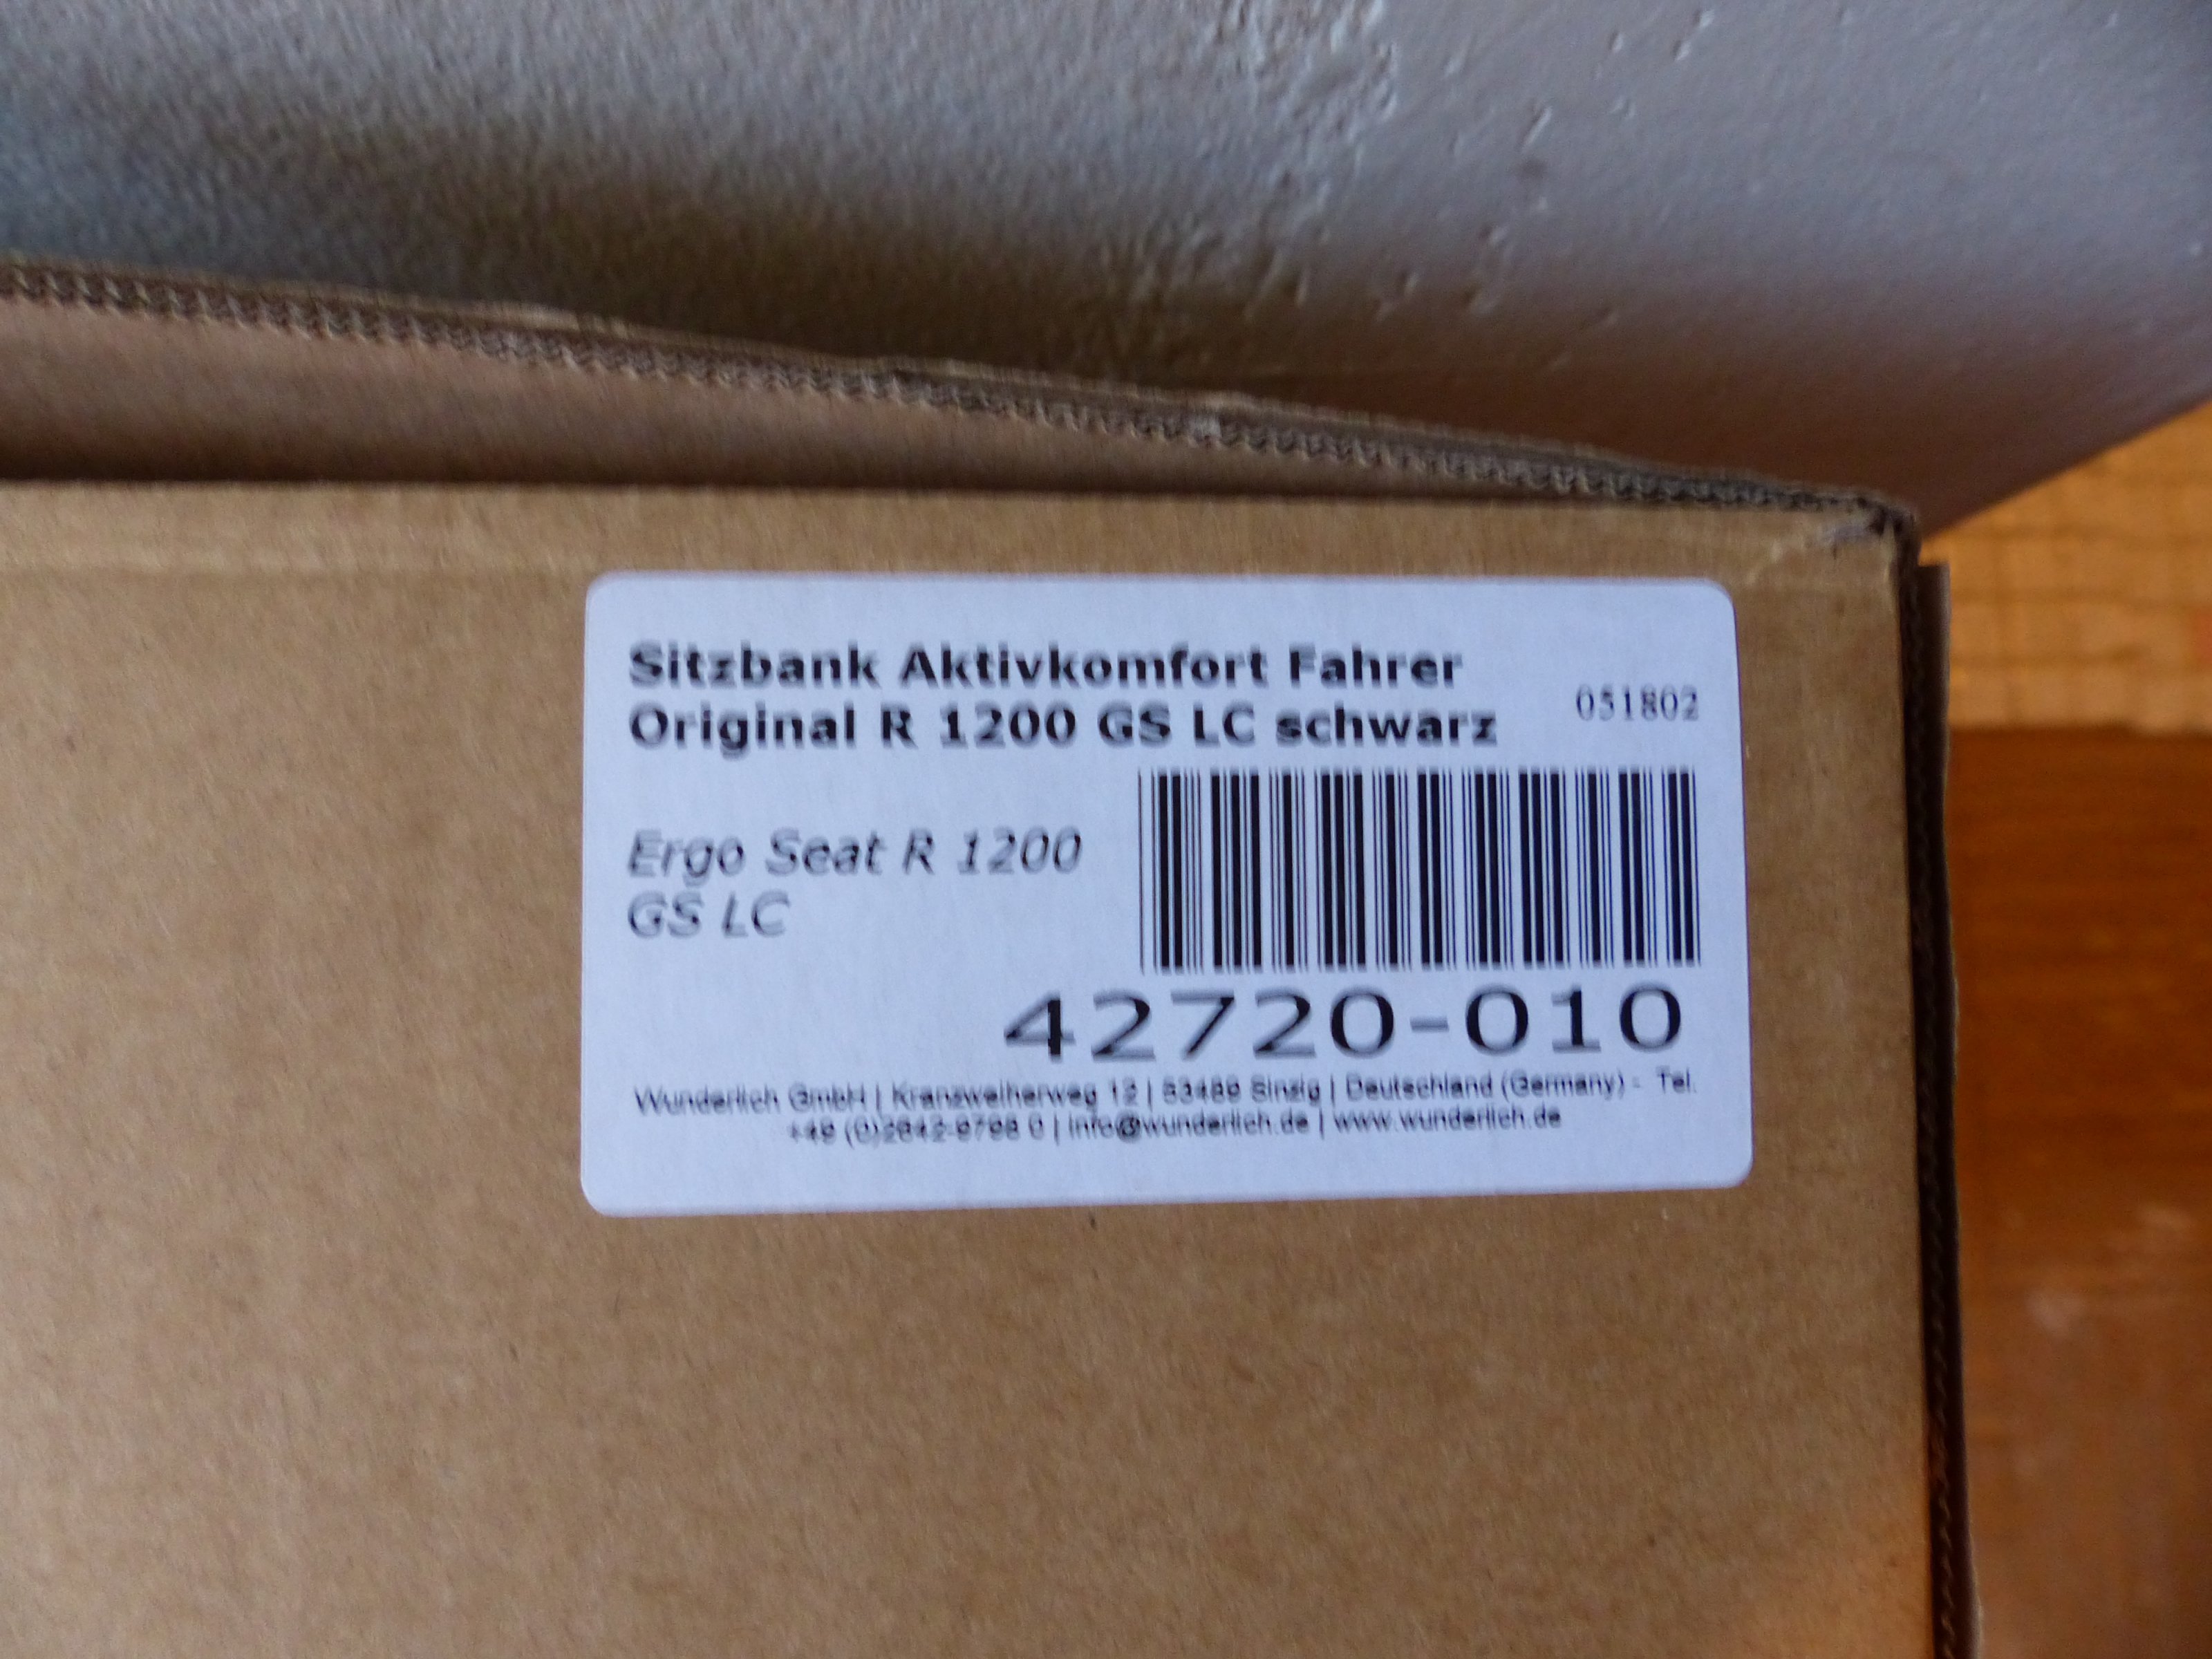 Sitzbank Aktivkomfort Fahrer
Original R 1200 GS LC schwarz
051802
Ergo Seat R 1200
GS LC
42720-010
Wunderlich GmbH | Kranzweiherweg 12 | 53489 Sinzig | Deutschland (Germany) - Tel.
+49 (0)2642-9798 0 | info@wunderlich.de | www.wunderlich.de